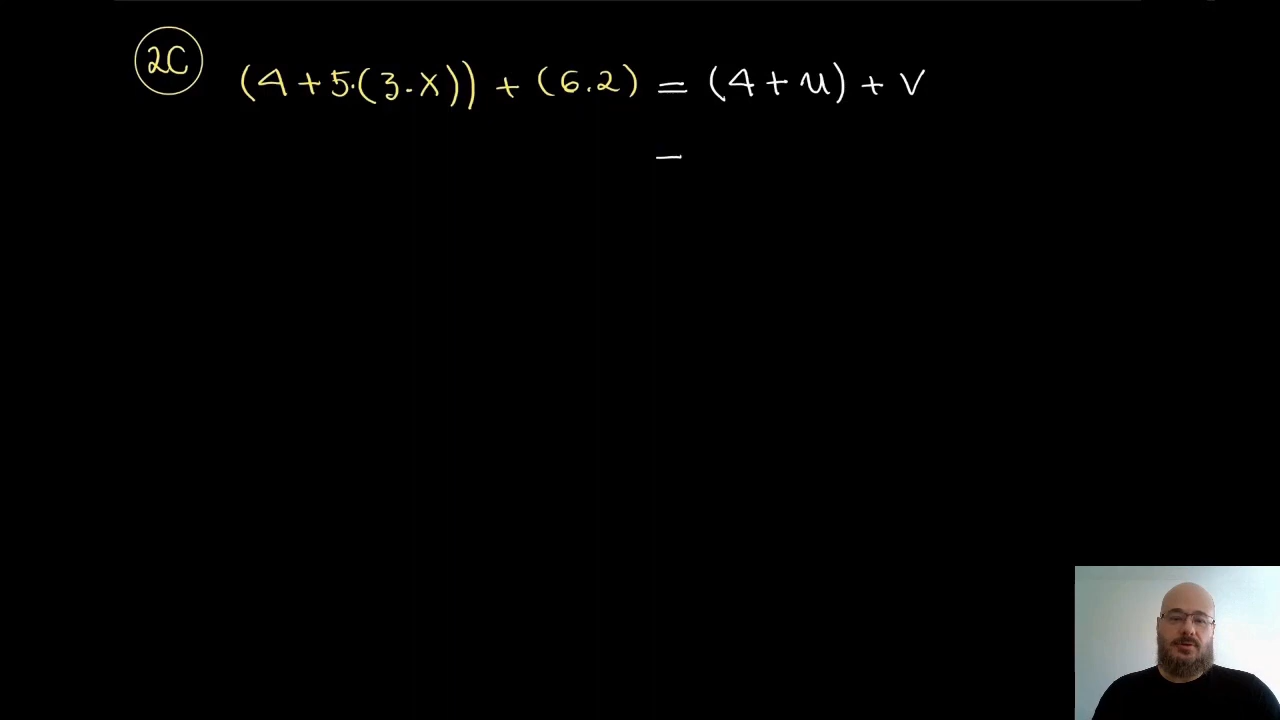 2C (4+5·(3·x)) + (6·2) = (4+u) + v